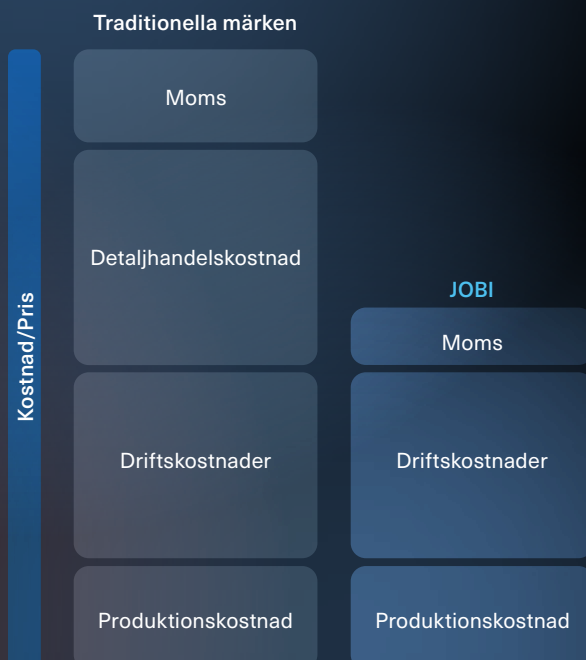 Traditionella märken
Moms
Detaljhandelskostnad
Driftskostnader
Produktionskostnad
JOBI
Moms
Driftskostnader
Produktionskostnad
Kostnad/Pris